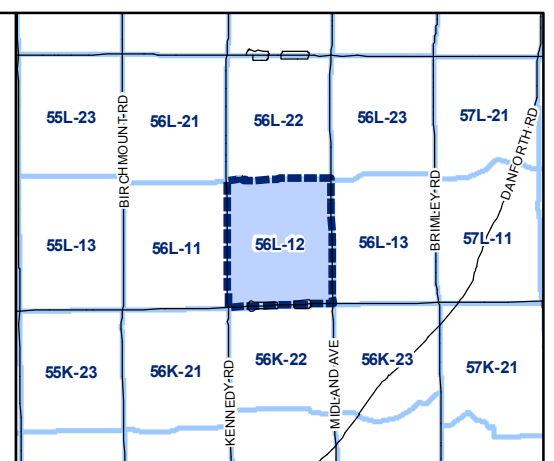 55L-23
56L-21
56L-22
56L-23
57L-21
BIRCHMOUNT RD
DANFORTH RD
BRIMLEY RD
55L-13
56L-11
56L-12
56L-13
57L-11
55K-23
56K-21
56K-22
56K-23
57K-21
KENNEDY RD
MIDLAND AVE